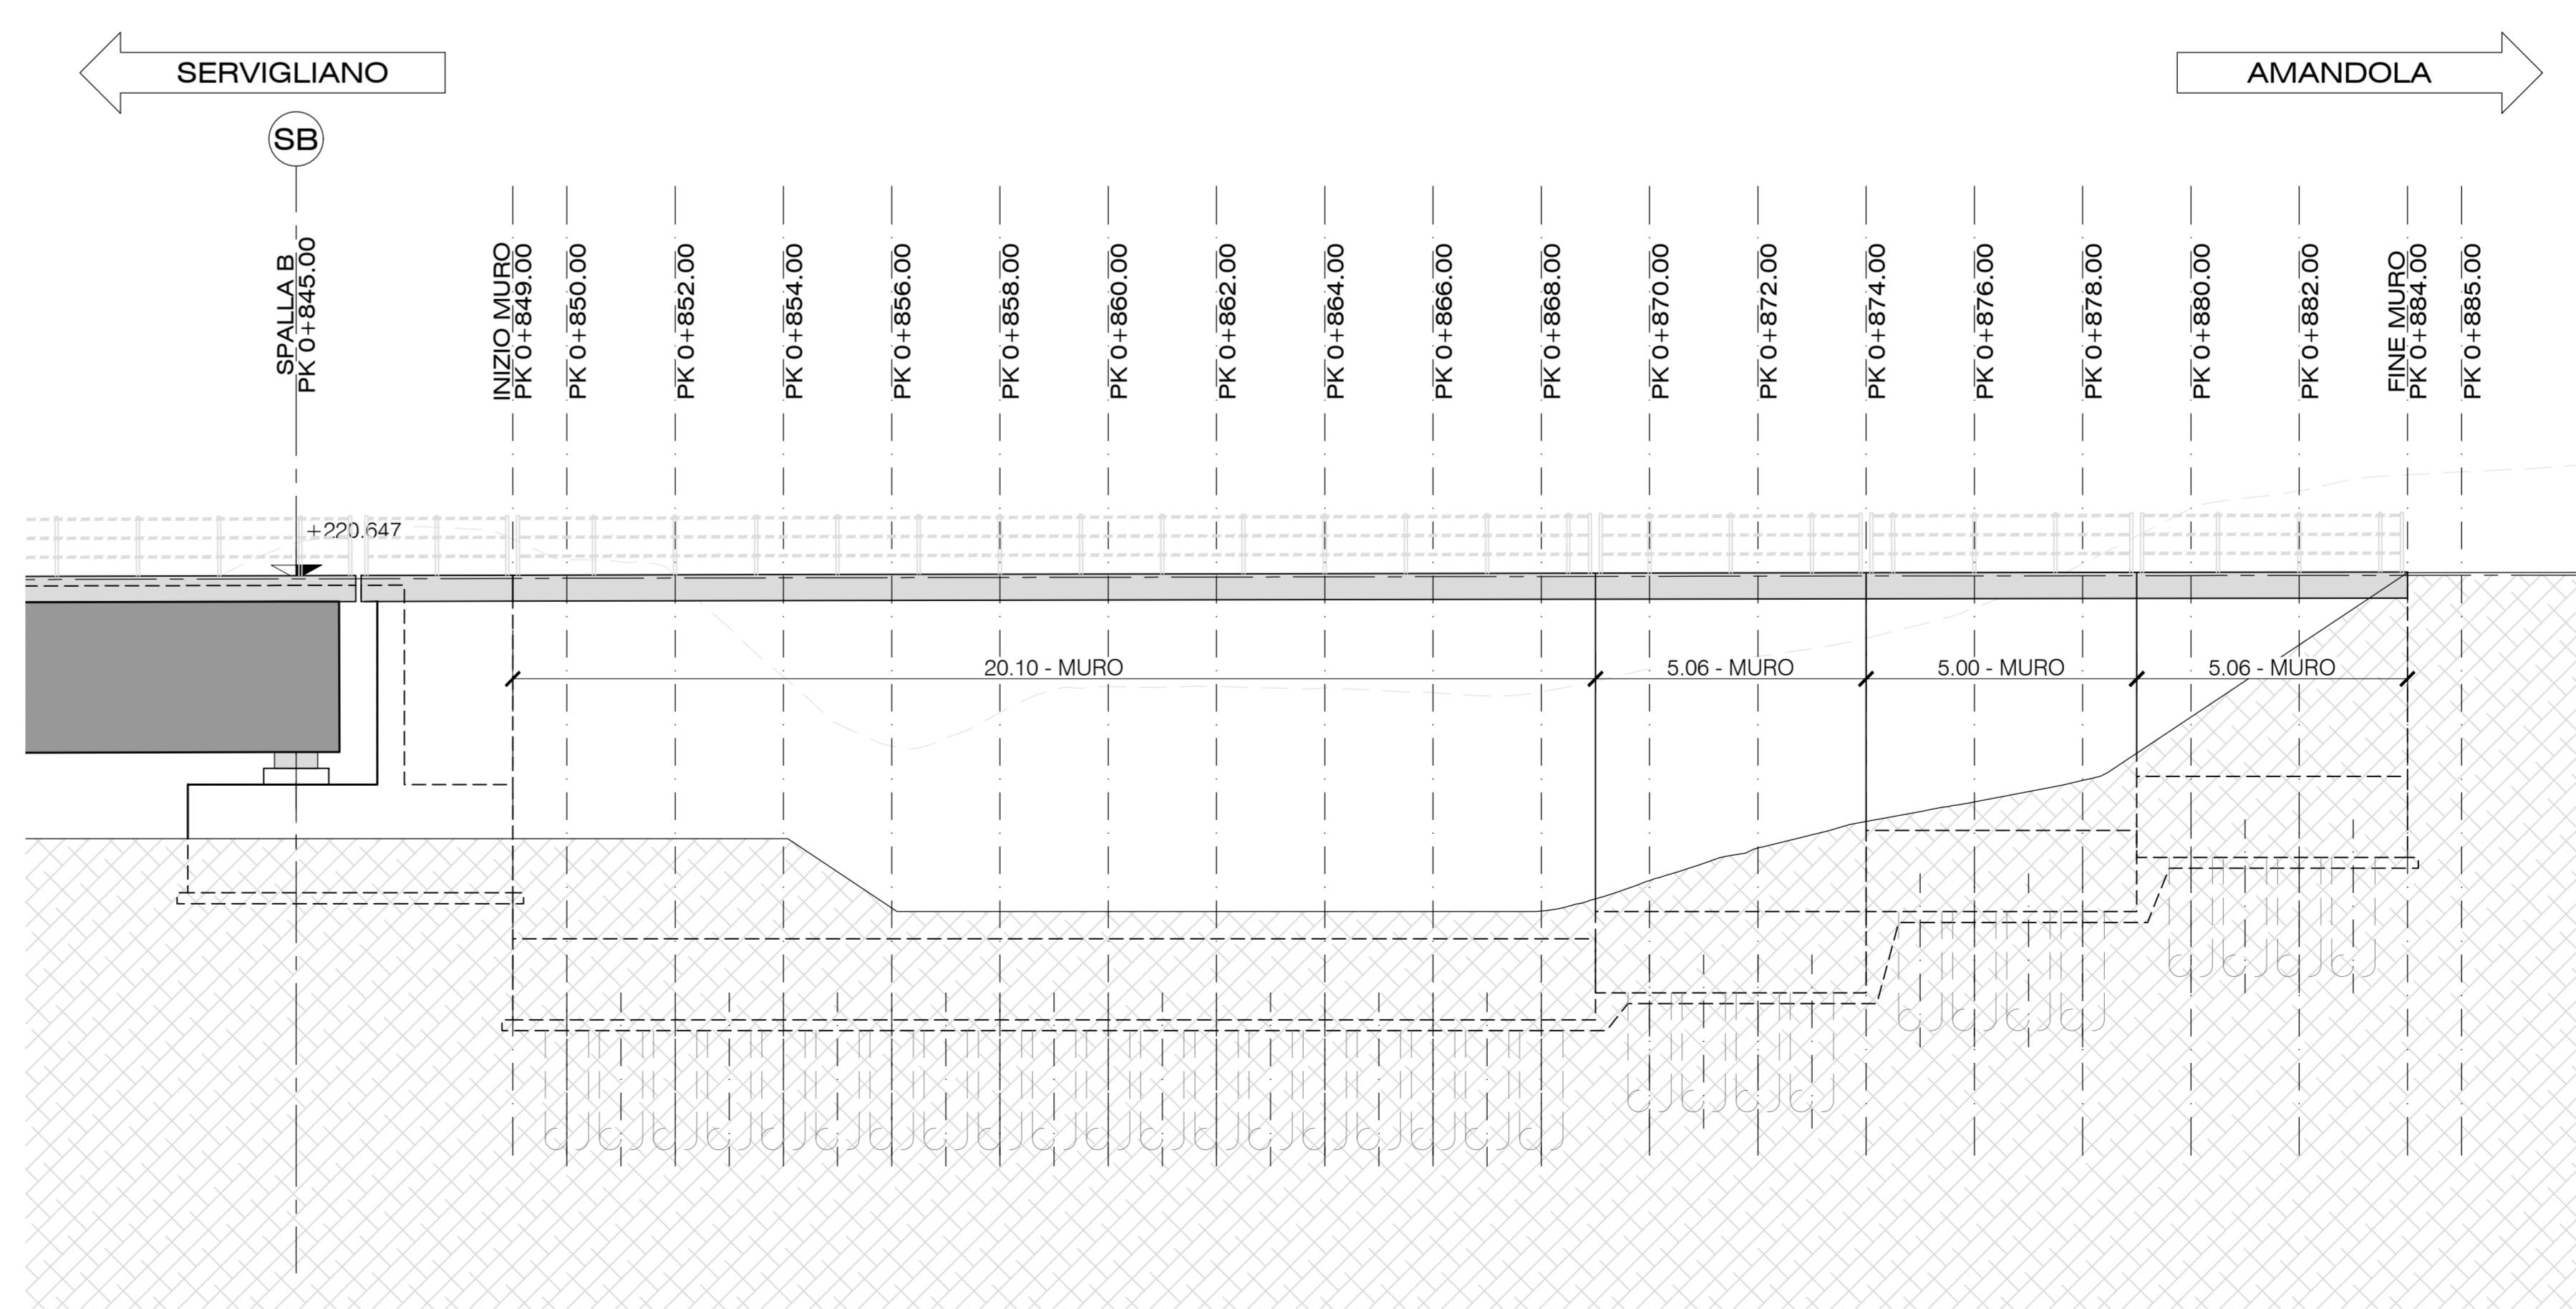 SERVIGLIANO
AMANDOLA
SB
SPALLA B
PK 0+845.00
INIZIO MURO
PK 0+849.00
PK 0+850.00
PK 0+852.00
PK 0+854.00
PK 0+856.00
PK 0+858.00
PK 0+860.00
PK 0+862.00
PK 0+864.00
PK 0+866.00
PK 0+868.00
PK 0+870.00
PK 0+872.00
PK 0+874.00
PK 0+876.00
PK 0+878.00
PK 0+880.00
PK 0+882.00
FINE MURO
PK 0+884.00
PK 0+885.00
+220.647
20.10 - MURO
5.06 - MURO
5.00 - MURO
5.06 - MURO